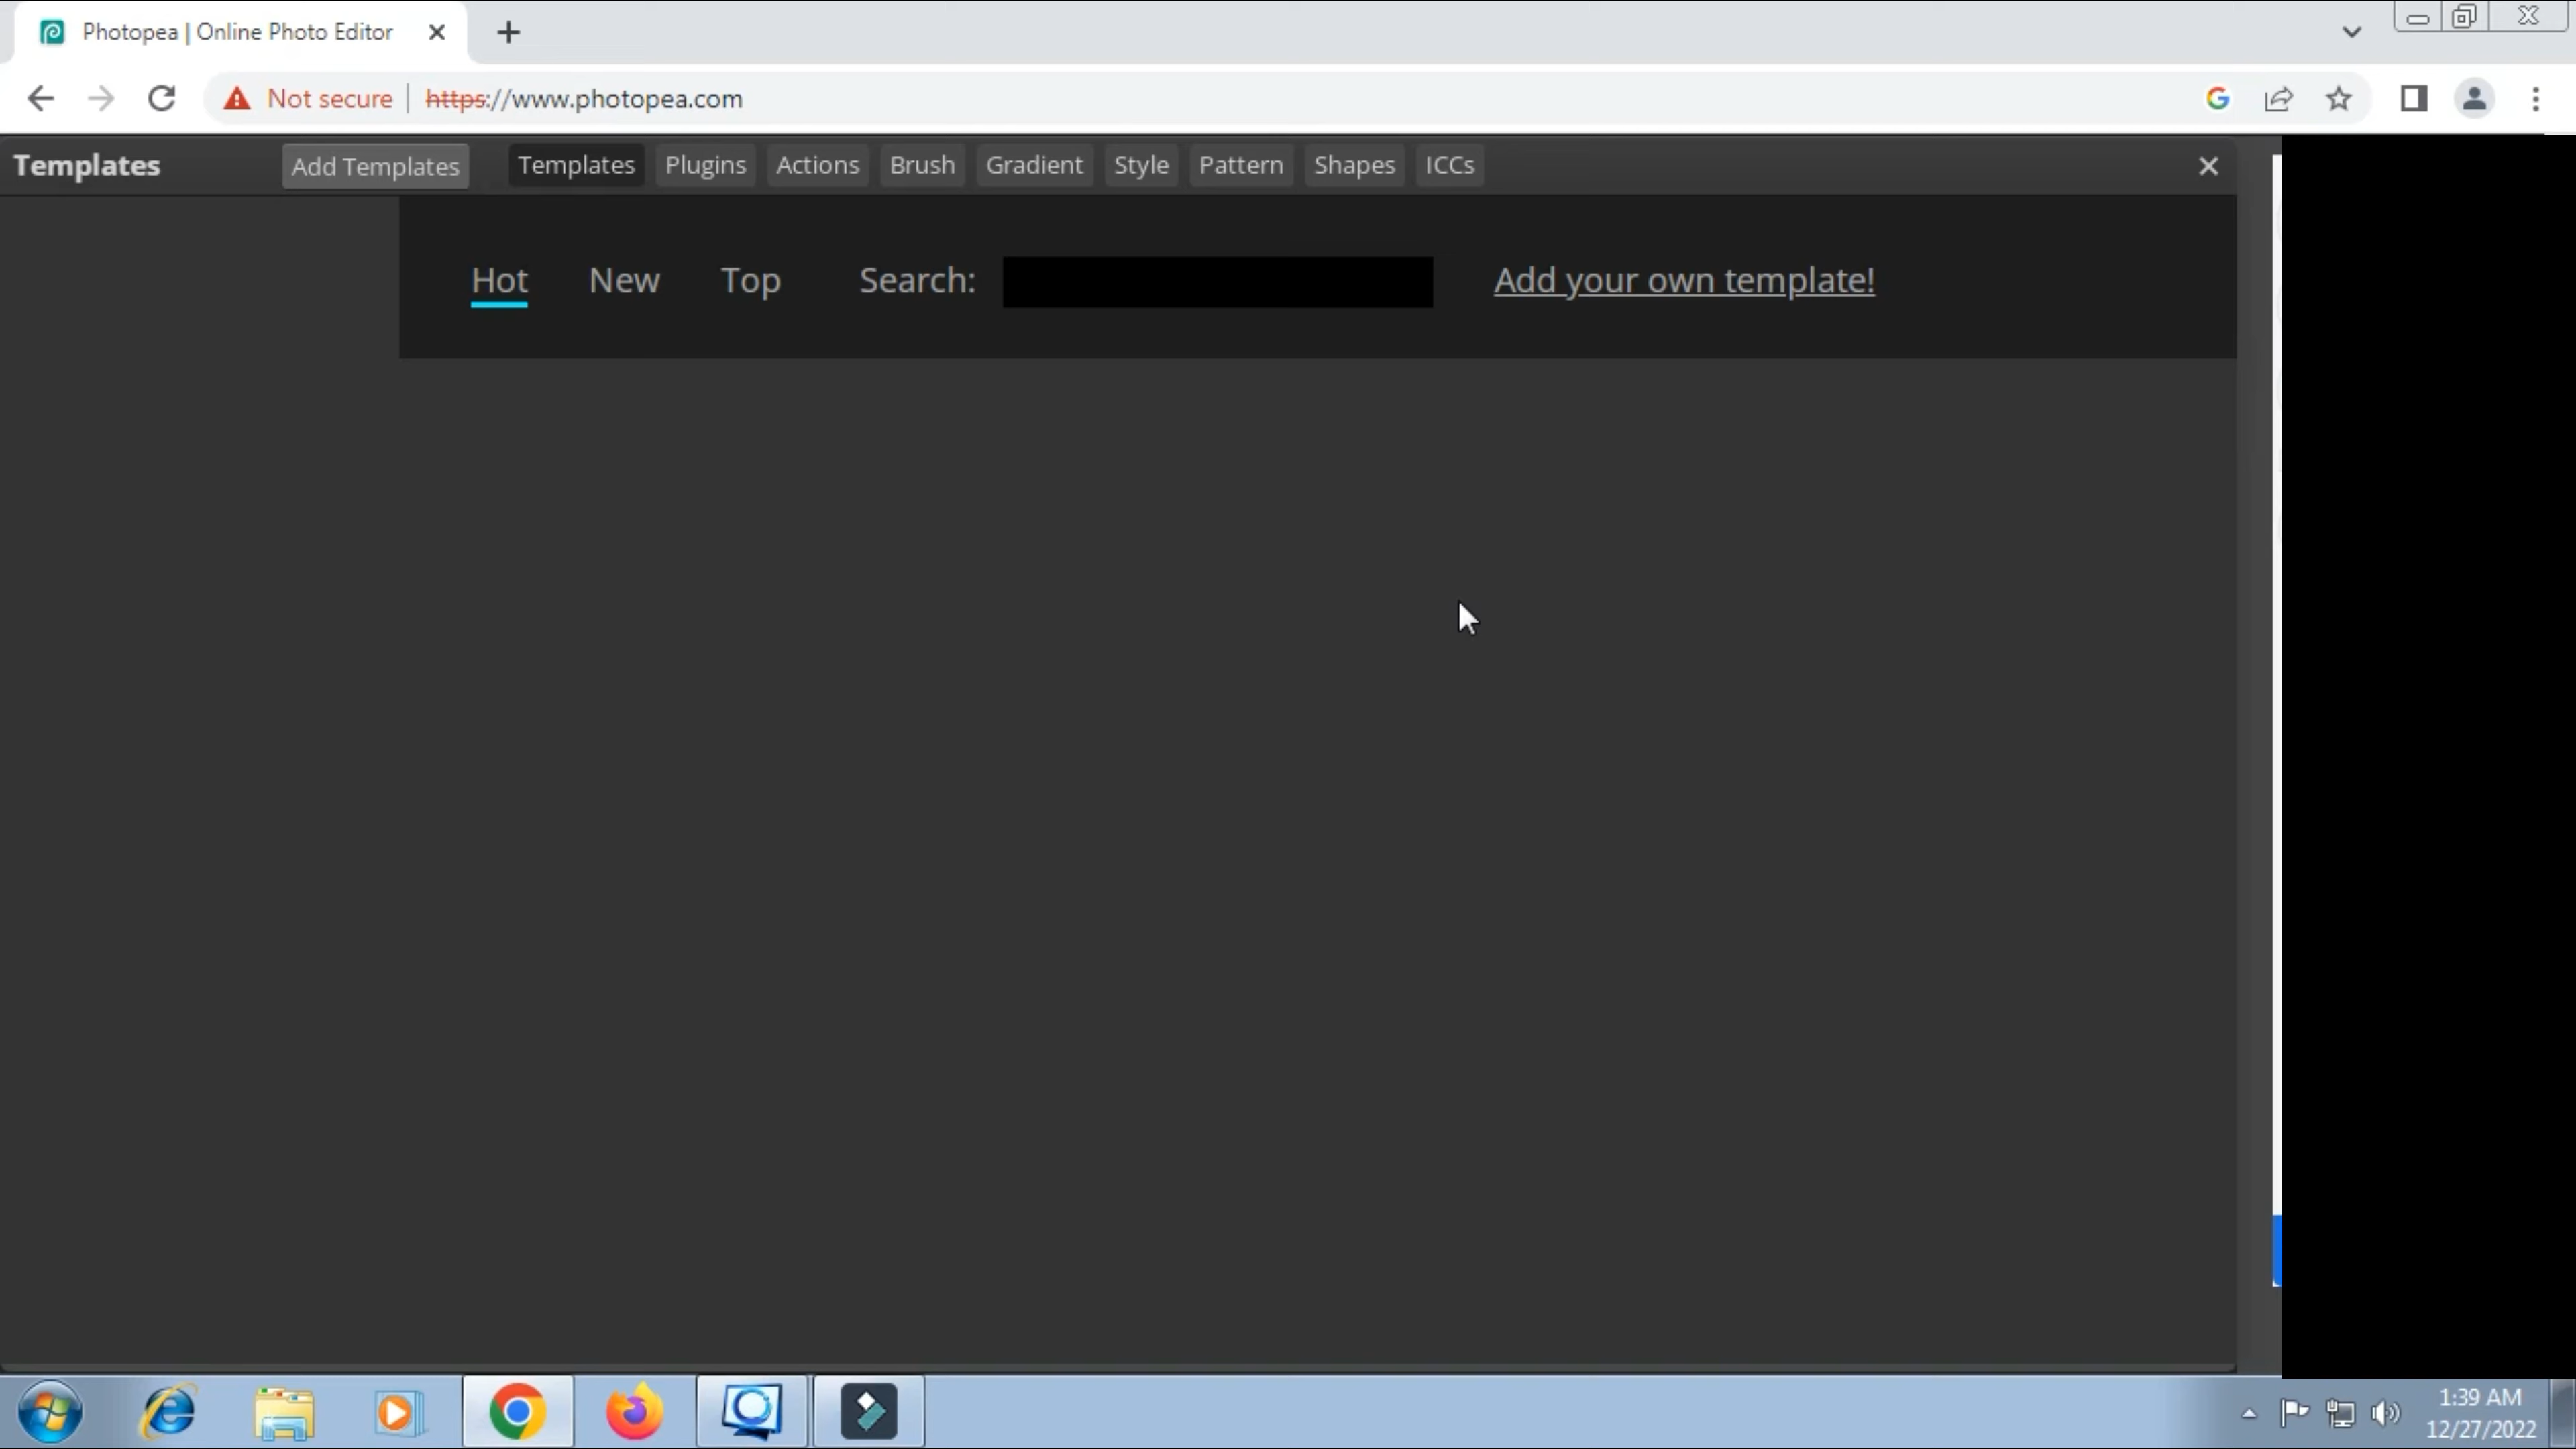 Photopea | Online Photo Editor
Not secure | https://www.photopea.com
Templates Add Templates Templates Plugins Actions Brush Gradient Style Pattern Shapes ICCs
Hot New Top Search: Add your own template!
1:39 AM
12/27/2022